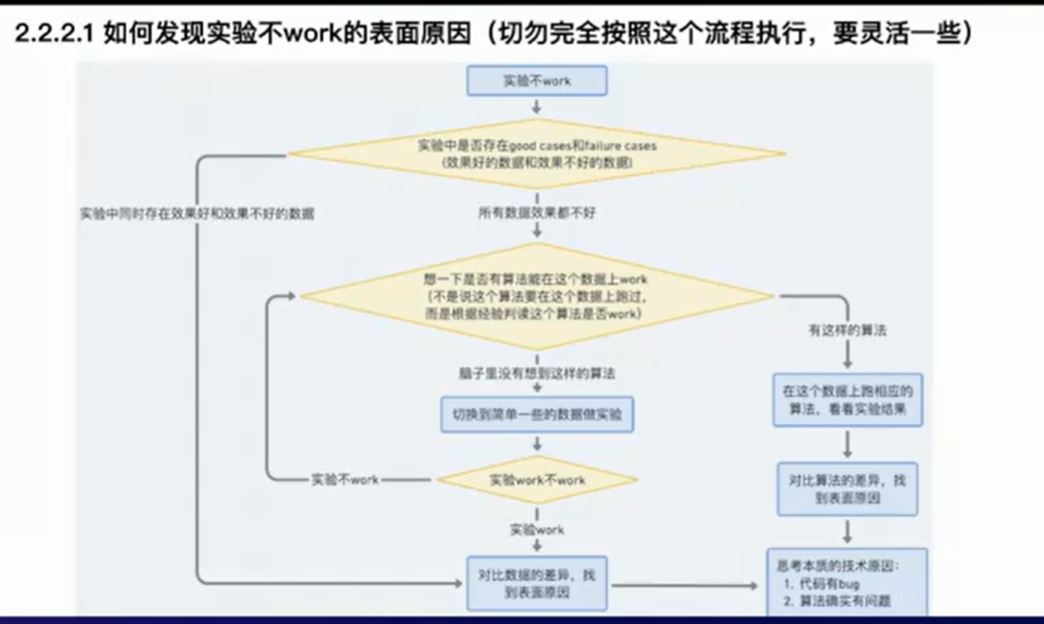 2.2.2.1 如何发现实验不work的表面原因（切勿完全按照这个流程执行，要灵活一些）
实验不work
实验中是否存在good cases和failure cases
（效果好的数据和效果不好的数据）
实验中同时存在效果好和效果不好的数据
所有数据效果都不好
想一下是否有算法能在这个数据上work
（不是说这个算法要在这个数据上跑过，
而是根据经验判读这个算法是否work）
有这样的算法
脑子里没有想到这样的算法
在这个数据上跑相应的
算法，看看实验结果
切换到简单一些的数据做实验
实验不work
实验work不work
对比算法的差异，找
到表面原因
实验work
对比数据的差异，找
到表面原因
思考本质的技术原因：
1. 代码有bug
2. 算法确实有问题